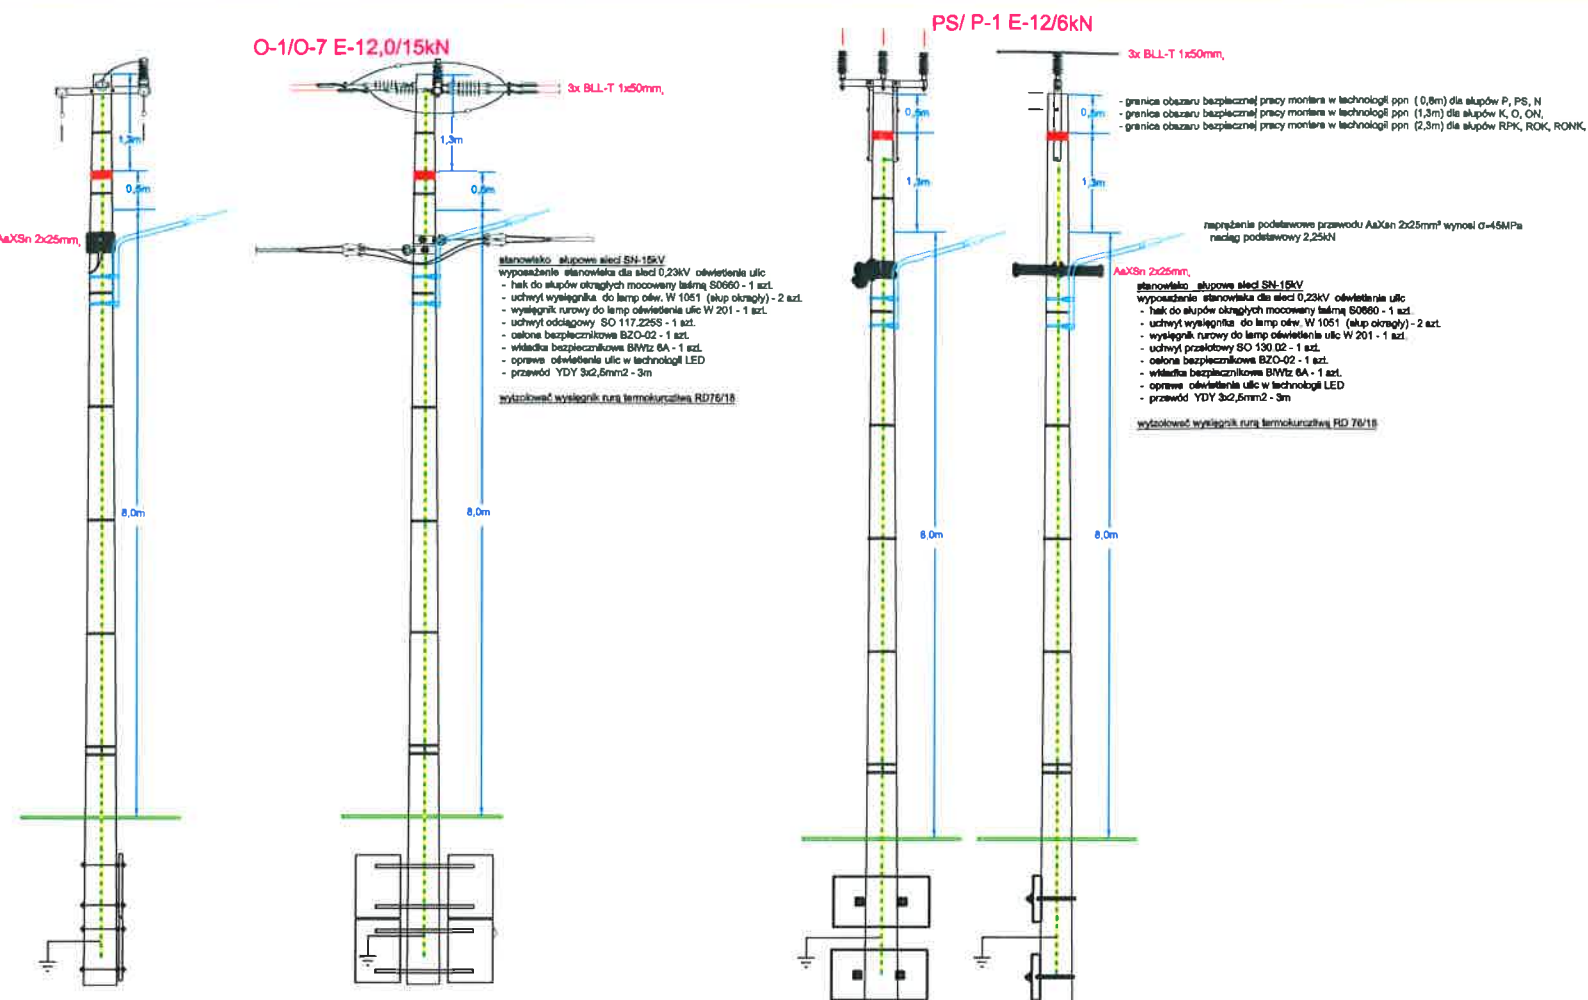 O-1/O-7 E-12,0/15kN
3x BLL-T 1x50mm,
1,3m
0,5m
8,0m
AaXSn 2x25mm,
1,3m
0,5m
8,0m
stanowisko słupowe sieci SN-15kV
wyposażenie stanowiska dla sieci 0,23kV oświetlenia ulic
- hak do słupów okrągłych mocowany taśmą S0660 - 1 szt.
- uchwyt wysięgnika do lamp ośw. W 1051 (słup okrągły) - 2 szt.
- wysięgnik rurowy do lamp oświetlenia ulic W 201 - 1 szt.
- uchwyt odciągowy SO 117.225S - 1 szt.
- osłona bezpiecznikowa BZO-02 - 1 szt.
- wkładka bezpiecznikowa BiWtz 6A - 1 szt.
- oprawa oświetlenia ulic w technologii LED
- przewód YDY 3x2,5mm2 - 3m
wyizolować wysięgnik rurą termokurczliwą RD76/18
PS/ P-1 E-12/6kN
3x BLL-T 1x50mm,
- granica obszaru bezpiecznej pracy montera w technologii ppn ( 0,8m) dla słupów P, PS, N
- granica obszaru bezpiecznej pracy montera w technologii ppn (1,3m) dla słupów K, O, ON,
- granica obszaru bezpiecznej pracy montera w technologii ppn (2,3m) dla słupów RPK, ROK, RONK,
0,5m
1,3m
8,0m
0,5m
1,3m
8,0m
naprężenie podstawowe przewodu AsXsn 2x25mm² wynosi σ-45MPa
naciąg podstawowy 2,25kN
AaXSn 2x25mm,
stanowisko słupowe sieci SN-15kV
wyposażenie stanowiska dla sieci 0,23kV oświetlenia ulic
- hak do słupów okrągłych mocowany taśmą S0660 - 1 szt.
- uchwyt wysięgnika do lamp ośw. W 1051 (słup okrągły) - 2 szt.
- wysięgnik rurowy do lamp oświetlenia ulic W 201 - 1 szt.
- uchwyt przelotowy SO 130.02 - 1 szt.
- osłona bezpiecznikowa BZO-02 - 1 szt.
- wkładka bezpiecznikowa BiWtz 6A - 1 szt.
- oprawa oświetlenia ulic w technologii LED
- przewód YDY 3x2,5mm2 - 3m
wyizolować wysięgnik rurą termokurczliwą RD 76/18